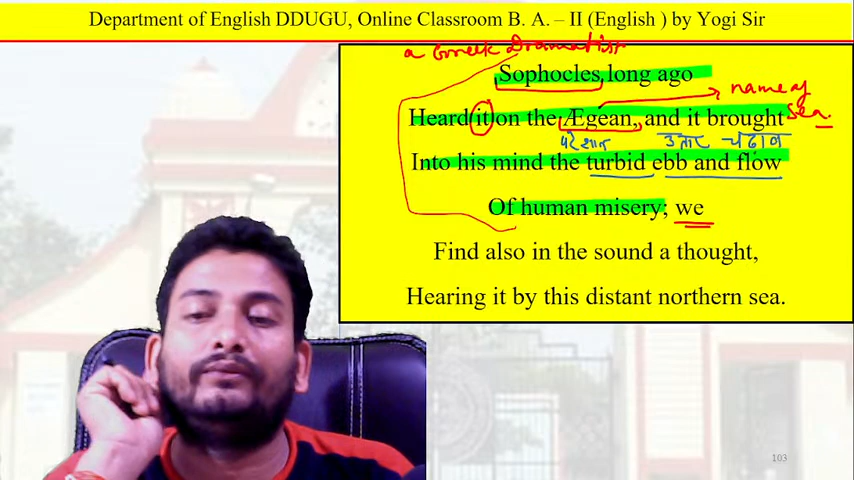 Department of English DDUGU, Online Classroom B. A. – II (English ) by Yogi Sir
a Greek Dramatist
Sophocles, long ago
name of
sea.
Heard it on the Ægean, and it brought
परेशान उतार चढ़ाव
Into his mind the turbid ebb and flow
Of human misery; we
Find also in the sound a thought,
Hearing it by this distant northern sea.
103